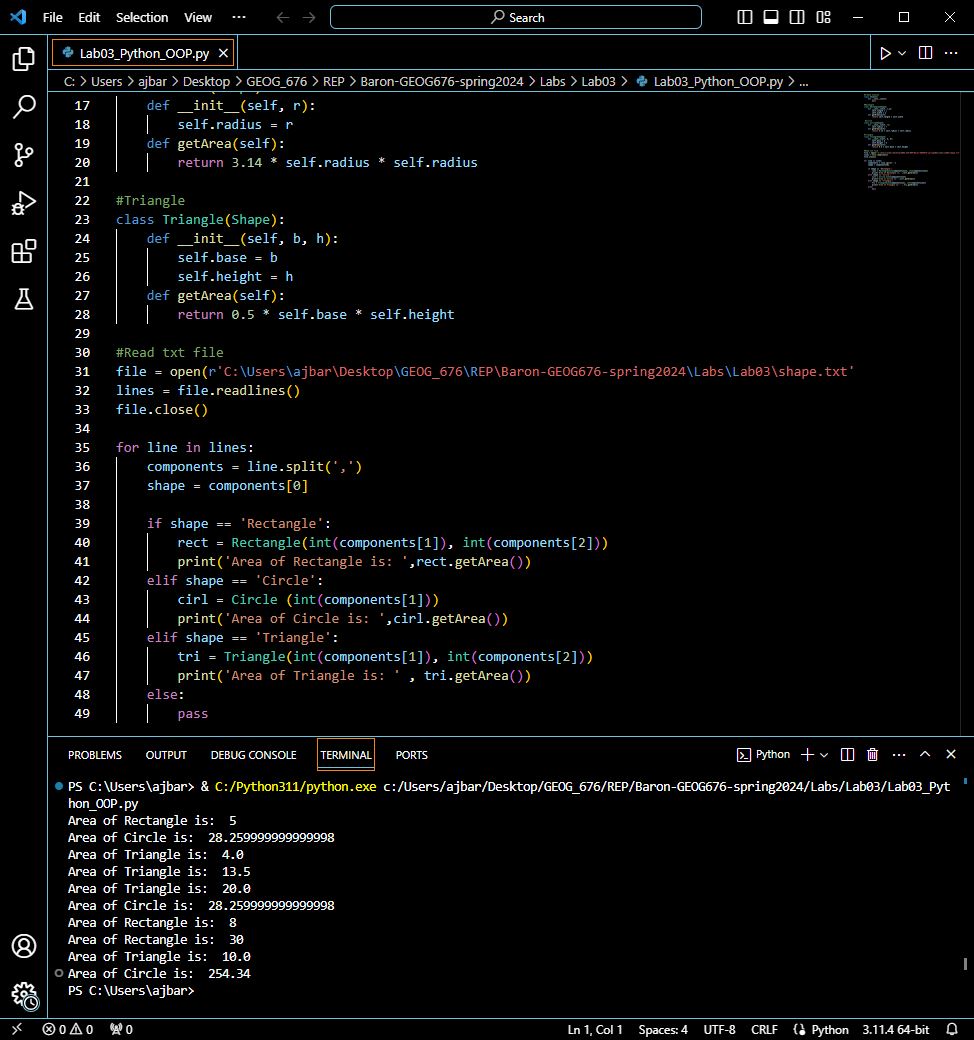 File Edit Selection View ··· Search
Lab03_Python_OOP.py
C: > Users > ajbar > Desktop > GEOG_676 > REP > Baron-GEOG676-spring2024 > Labs > Lab03 > Lab03_Python_OOP.py > ...
17 def __init__(self, r):
18 self.radius = r
19 def getArea(self):
20 return 3.14 * self.radius * self.radius
21
22 #Triangle
23 class Triangle(Shape):
24 def __init__(self, b, h):
25 self.base = b
26 self.height = h
27 def getArea(self):
28 return 0.5 * self.base * self.height
29
30 #Read txt file
31 file = open(r'C:\Users\ajbar\Desktop\GEOG_676\REP\Baron-GEOG676-spring2024\Labs\Lab03\shape.txt'
32 lines = file.readlines()
33 file.close()
34
35 for line in lines:
36 components = line.split(',')
37 shape = components[0]
38
39 if shape == 'Rectangle':
40 rect = Rectangle(int(components[1]), int(components[2]))
41 print('Area of Rectangle is: ',rect.getArea())
42 elif shape == 'Circle':
43 cirl = Circle (int(components[1]))
44 print('Area of Circle is: ',cirl.getArea())
45 elif shape == 'Triangle':
46 tri = Triangle(int(components[1]), int(components[2]))
47 print('Area of Triangle is: ' , tri.getArea())
48 else:
49 pass
PROBLEMS OUTPUT DEBUG CONSOLE TERMINAL PORTS Python
PS C:\Users\ajbar> & C:/Python311/python.exe c:/Users/ajbar/Desktop/GEOG_676/REP/Baron-GEOG676-spring2024/Labs/Lab03/Lab03_Pyt
hon_OOP.py
Area of Rectangle is:  5
Area of Circle is:  28.259999999999998
Area of Triangle is:  4.0
Area of Triangle is:  13.5
Area of Triangle is:  20.0
Area of Circle is:  28.259999999999998
Area of Rectangle is:  8
Area of Rectangle is:  30
Area of Triangle is:  10.0
Area of Circle is:  254.34
PS C:\Users\ajbar>
0 0 0 Ln 1, Col 1 Spaces: 4 UTF-8 CRLF Python 3.11.4 64-bit